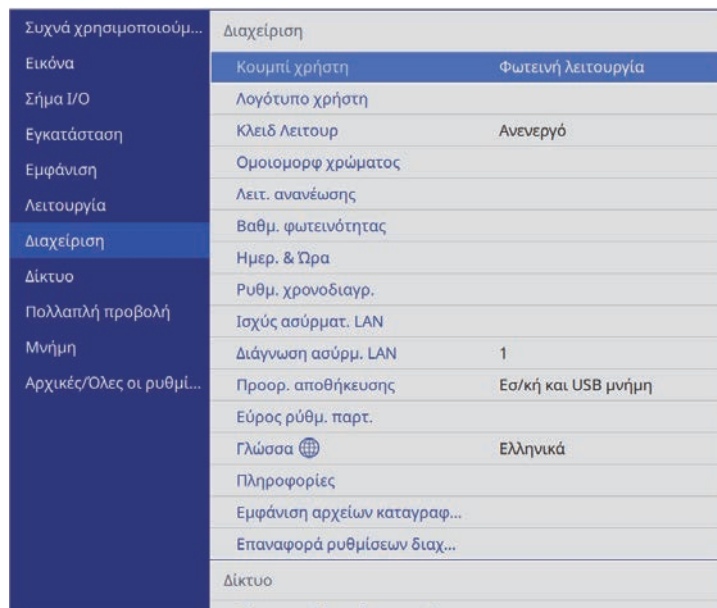 Συχνά χρησιμοποιούμ...
Εικόνα
Σήμα I/O
Εγκατάσταση
Εμφάνιση
Λειτουργία
Διαχείριση
Δίκτυο
Πολλαπλή προβολή
Μνήμη
Αρχικές/Όλες οι ρυθμί...
Διαχείριση
Κουμπί χρήστη Φωτεινή λειτουργία
Λογότυπο χρήστη
Κλειδ Λειτουρ Ανενεργό
Ομοιομορφ χρώματος
Λειτ. ανανέωσης
Βαθμ. φωτεινότητας
Ημερ. & Ώρα
Ρυθμ. χρονοδιαγρ.
Ισχύς ασύρματ. LAN
Διάγνωση ασύρμ. LAN 1
Προορ. αποθήκευσης Εσ/κή και USB μνήμη
Εύρος ρύθμ. παρτ.
Γλώσσα Ελληνικά
Πληροφορίες
Εμφάνιση αρχείων καταγραφ...
Επαναφορά ρυθμίσεων διαχ...
Δίκτυο